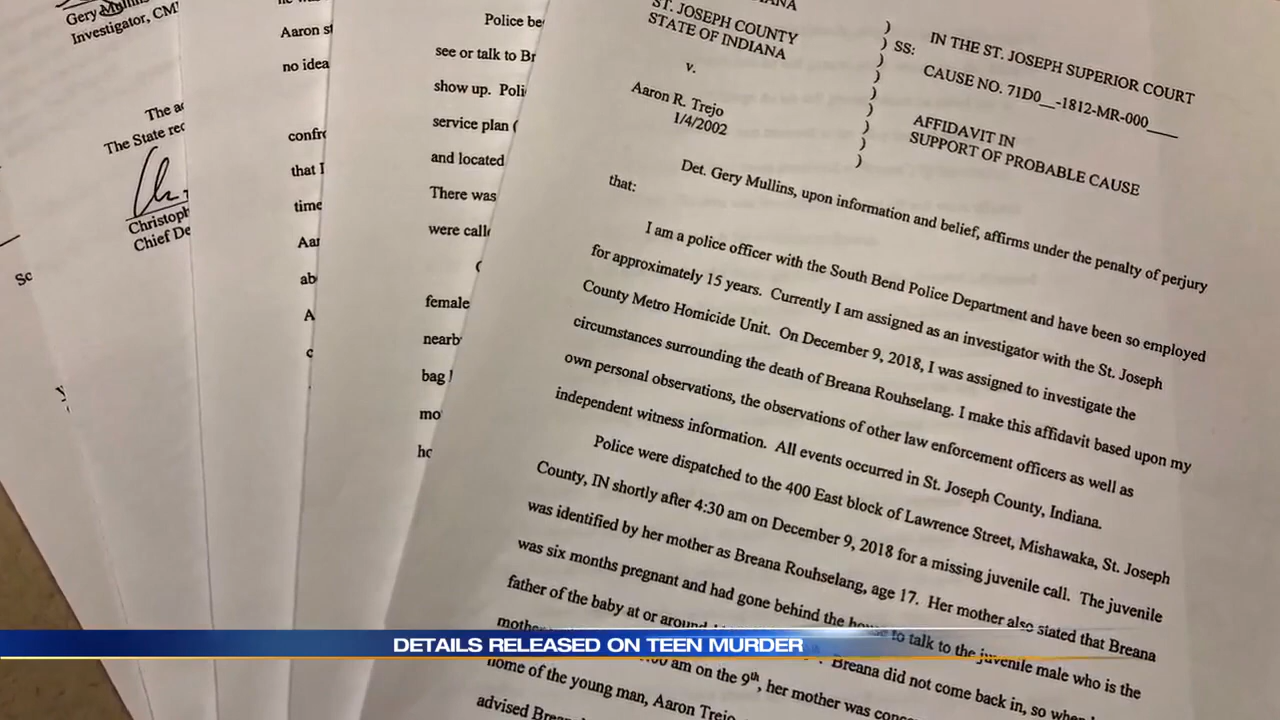 Gery Mullins
Investigator, CM
The ac
The State rec
Christoph
Chief De
Sc
Aaron st
no idea
confro
that I
time
Aar
ab
A
Police be
see or talk to Br
show up. Poli
service plan (
and located
There was
were calle
female
nearb
bag
mo
ho
ST. JOSEPH COUNTY
STATE OF INDIANA
v.
Aaron R. Trejo
1/4/2002
)
) SS:
)
)
)
)
)
)
IN THE ST. JOSEPH SUPERIOR COURT
CAUSE NO. 71D0__-1812-MR-000____
AFFIDAVIT IN
SUPPORT OF PROBABLE CAUSE
Det. Gery Mullins, upon information and belief, affirms under the penalty of perjury
that:
I am a police officer with the South Bend Police Department and have been so employed
for approximately 15 years. Currently I am assigned as an investigator with the St. Joseph
County Metro Homicide Unit. On December 9, 2018, I was assigned to investigate the
circumstances surrounding the death of Breana Rouhselang. I make this affidavit based upon my
own personal observations, the observations of other law enforcement officers as well as
independent witness information. All events occurred in St. Joseph County, Indiana.
Police were dispatched to the 400 East block of Lawrence Street, Mishawaka, St. Joseph
County, IN shortly after 4:30 am on December 9, 2018 for a missing juvenile call. The juvenile
was identified by her mother as Breana Rouhselang, age 17. Her mother also stated that Breana
was six months pregnant and had gone behind the house to talk to the juvenile male who is the
father of the baby at or around Breana did not come back in, so when
am on the 9th, her mother was
home of the young man, Aaron Trejo
advised
DETAILS RELEASED ON TEEN MURDER